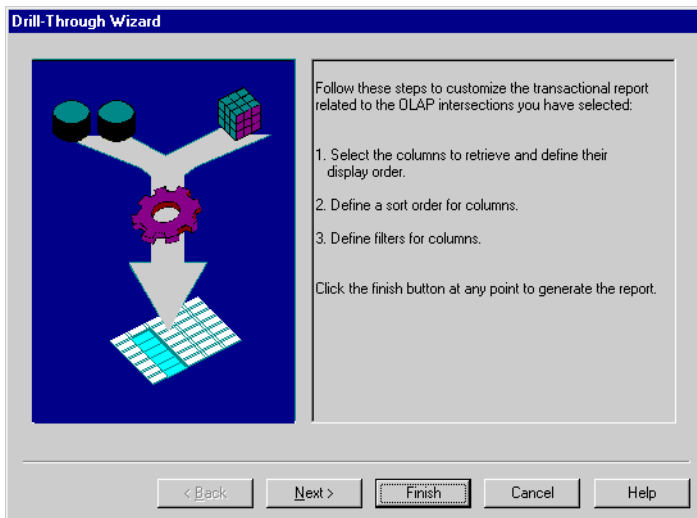 Drill-Through Wizard
Follow these steps to customize the transactional report
related to the OLAP intersections you have selected:
1. Select the columns to retrieve and define their
display order.
2. Define a sort order for columns.
3. Define filters for columns.
Click the finish button at any point to generate the report.
< Back
Next >
Finish
Cancel
Help